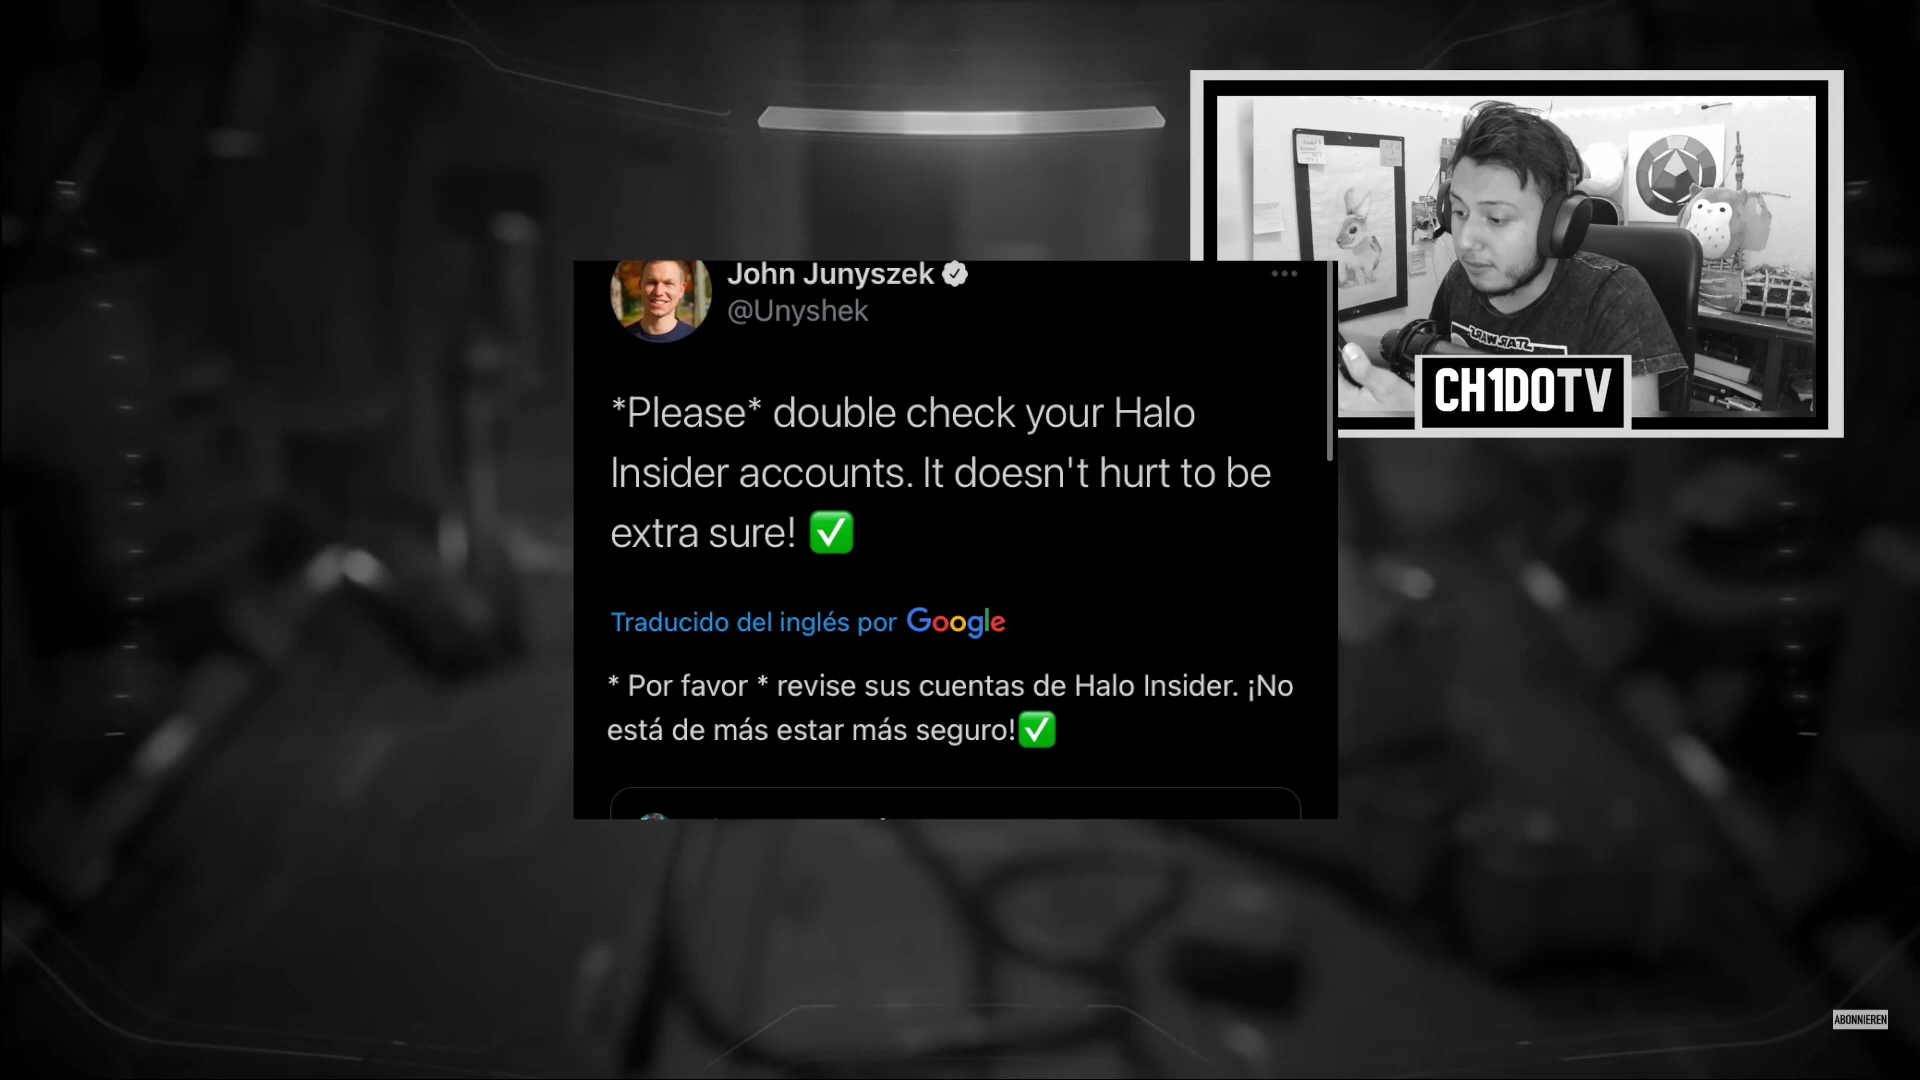 John Junyszek
@Unyshek
*Please* double check your Halo
Insider accounts. It doesn't hurt to be
extra sure! ✅
Traducido del inglés por Google
* Por favor * revise sus cuentas de Halo Insider. ¡No
está de más estar más seguro!✅
STAR WARS
CH1DOTV
ABONNIEREN